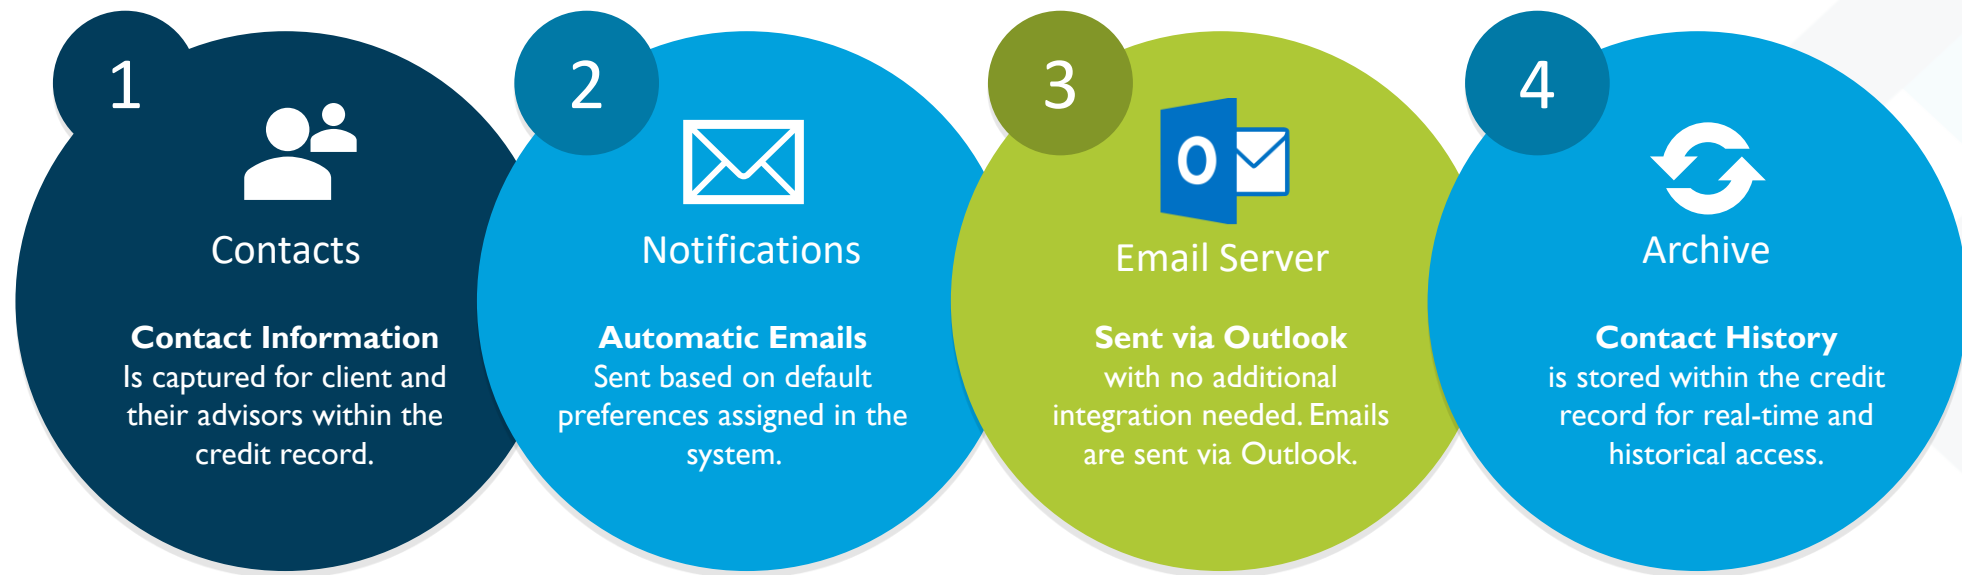 1
Contacts
Contact Information
Is captured for client and
their advisors within the
credit record.
2
Notifications
Automatic Emails
Sent based on default
preferences assigned in the
system.
3
O
Email Server
Sent via Outlook
with no additional
integration needed. Emails
are sent via Outlook.
4
Archive
Contact History
is stored within the credit
record for real-time and
historical access.